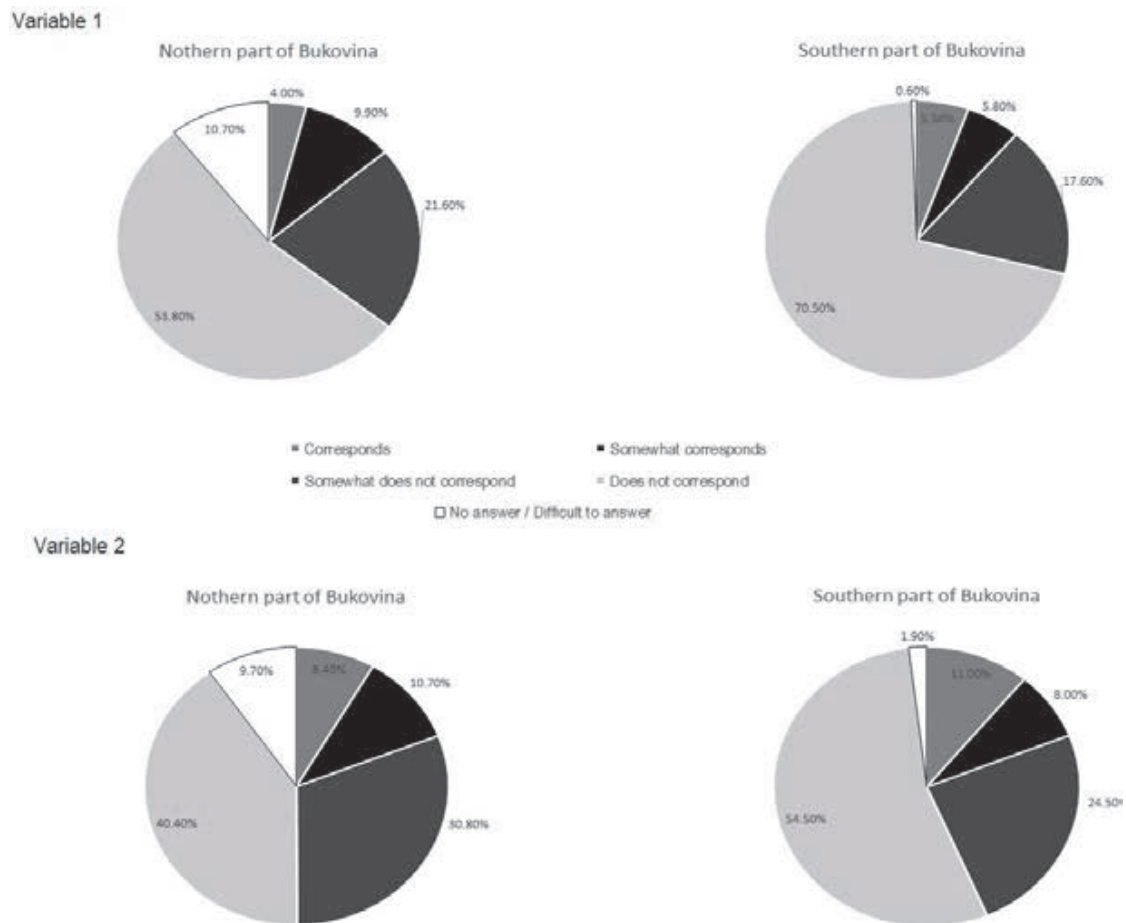 Variable 1
Nothern part of Bukovina
Southern part of Bukovina
4.00%
9.90%
21.60%
53.80%
10.70%
0.60%
5.80%
17.60%
70.50%
■ Corresponds
■ Somewhat corresponds
■ Somewhat does not correspond
■ Does not correspond
□ No answer / Difficult to answer
Variable 2
Nothern part of Bukovina
Southern part of Bukovina
8.40%
10.70%
30.80%
40.40%
9.70%
1.90%
11.00%
8.00%
24.50%
54.50%